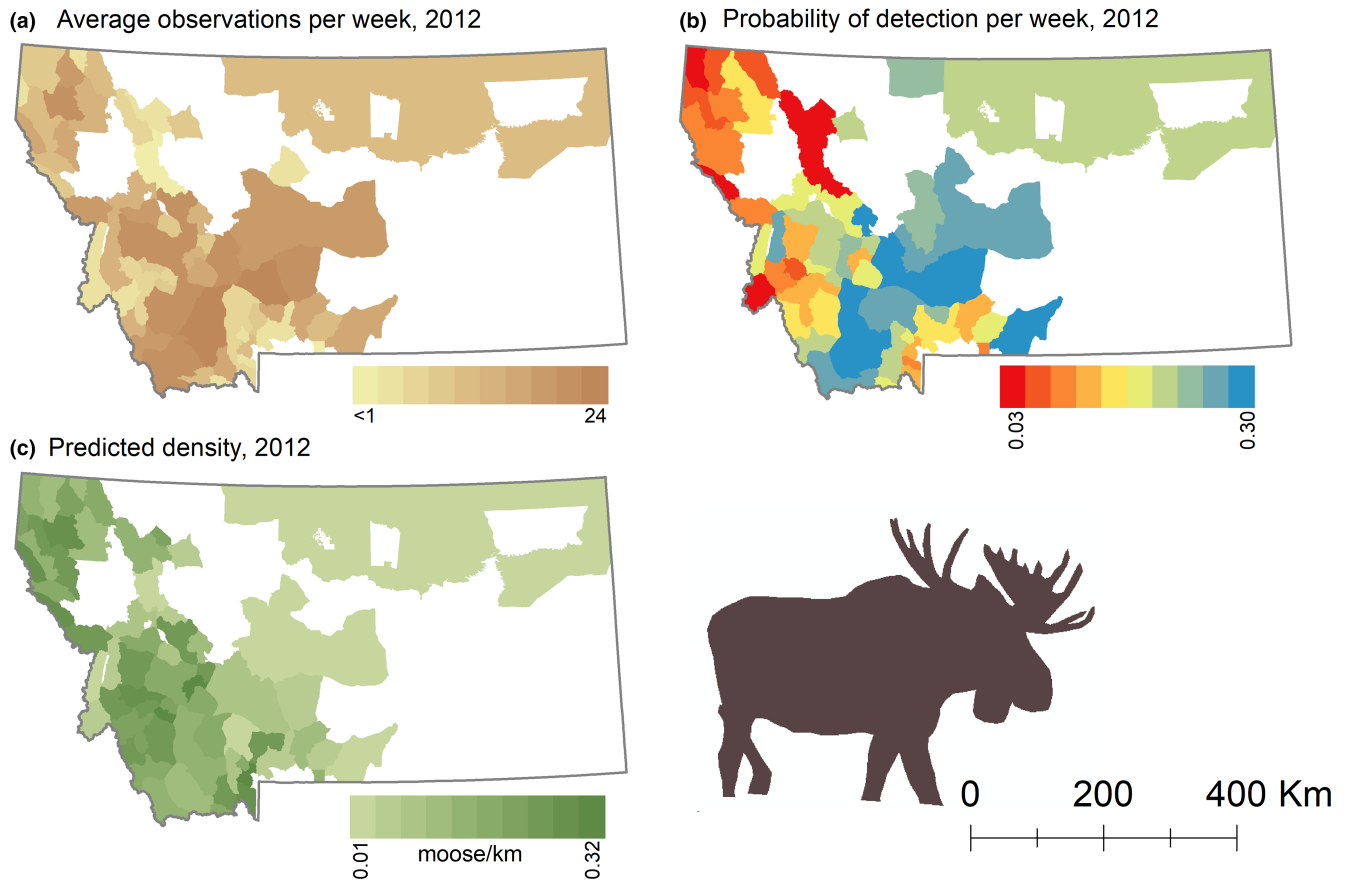 (a) Average observations per week, 2012
(b) Probability of detection per week, 2012
<1 24
0.03 0.30
(c) Predicted density, 2012
0.01 moose/km 0.32
0 200 400 Km